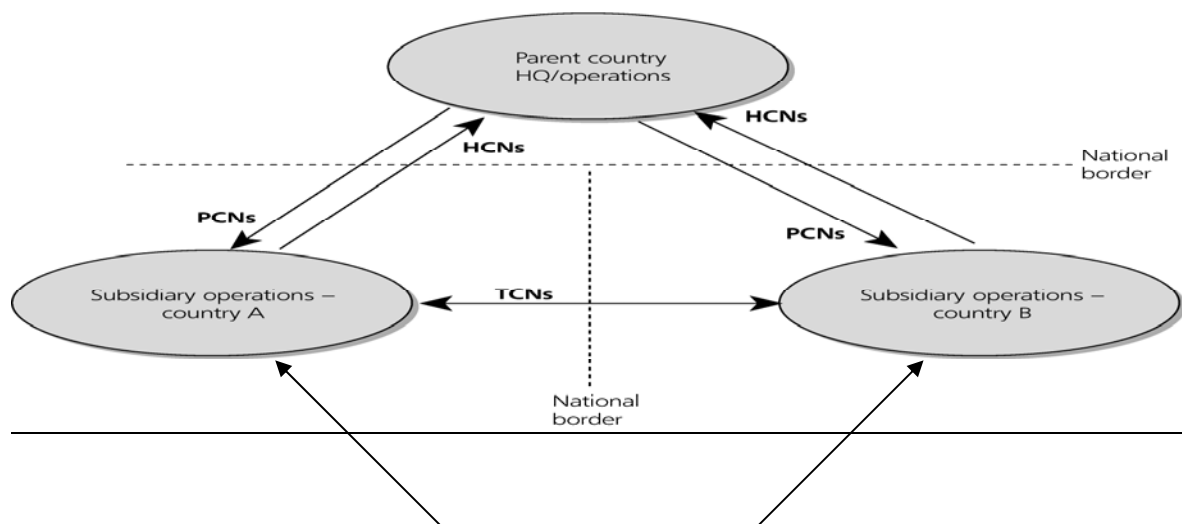 Parent country
HQ/operations
HCNs
HCNs
National
border
PCNs
PCNs
Subsidiary operations –
country A
TCNs
Subsidiary operations –
country B
National
border